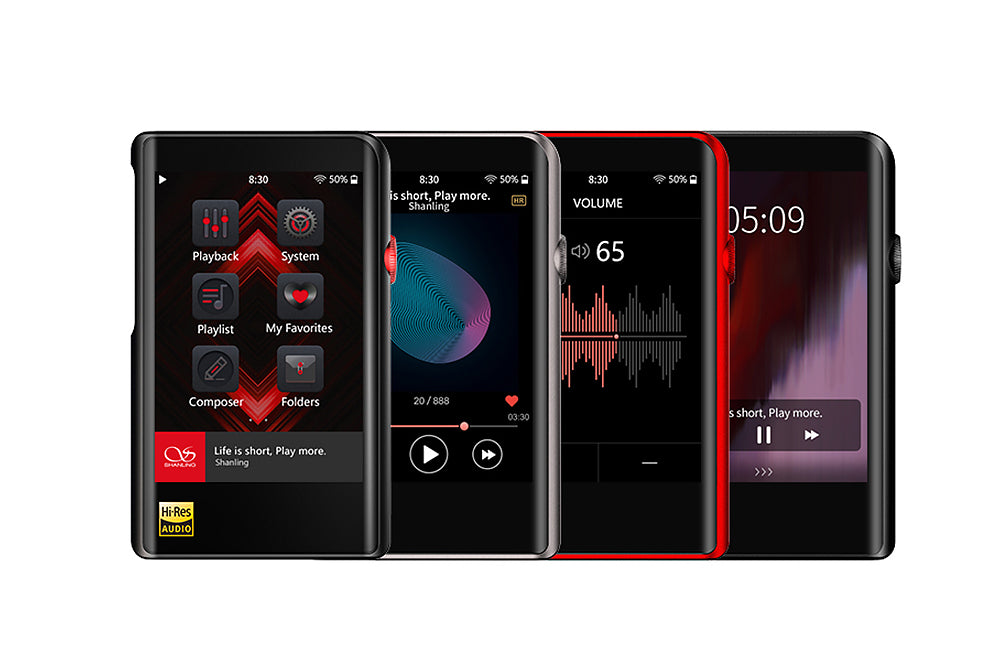 8:30
50%
Playback
System
Playlist
My Favorites
Composer
Folders
SHANLING
Life is short, Play more.
Shanling
Hi-Res
AUDIO
8:30
50%
is short, Play more.
Shanling
HR
20 / 888
03:30
8:30
50%
VOLUME
65
05:09
s short, Play more.